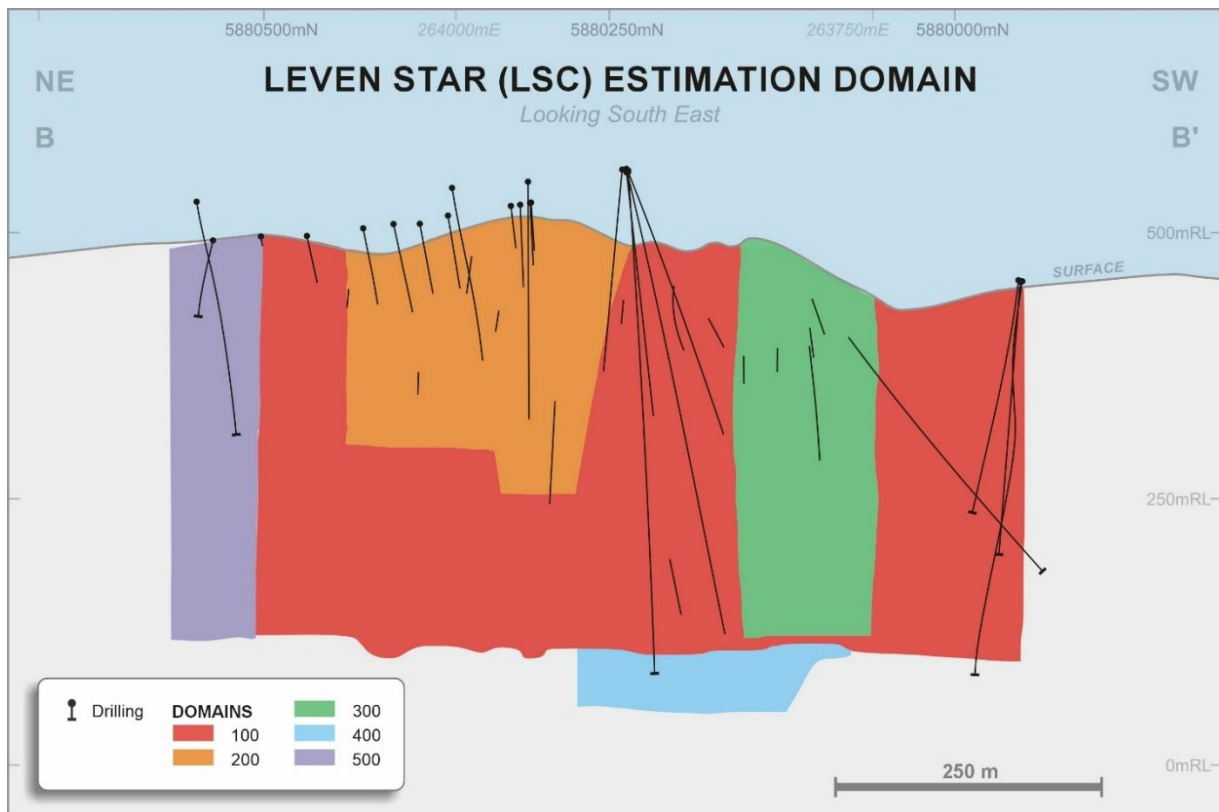 5880500mN 264000mE 5880250mN 263750mE 5880000mN
NE LEVEN STAR (LSC) ESTIMATION DOMAIN SW
Looking South East
B B'
500mRL
SURFACE
250mRL
Drilling DOMAINS 300
100 400
200 500
250 m
0mRL